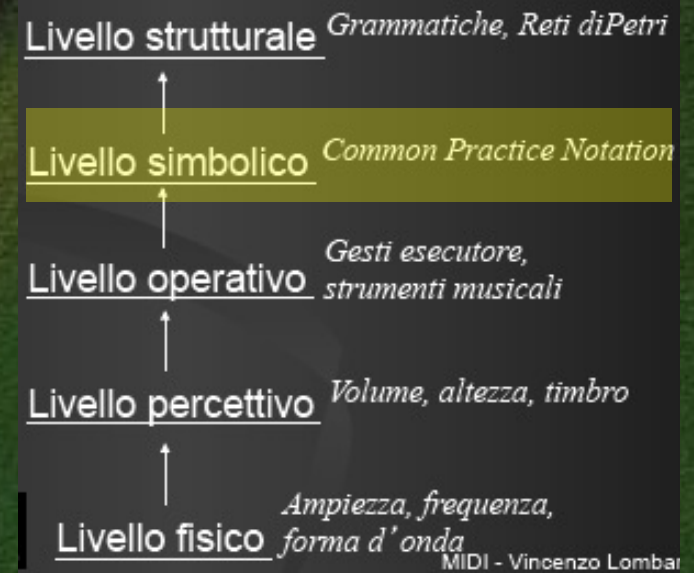 Livello strutturale Grammatiche, Reti diPetri
Livello simbolico Common Practice Notation
Livello operativo Gesti esecutore,
strumenti musicali
Livello percettivo Volume, altezza, timbro
Livello fisico Ampiezza, frequenza,
forma d'onda
MIDI - Vincenzo